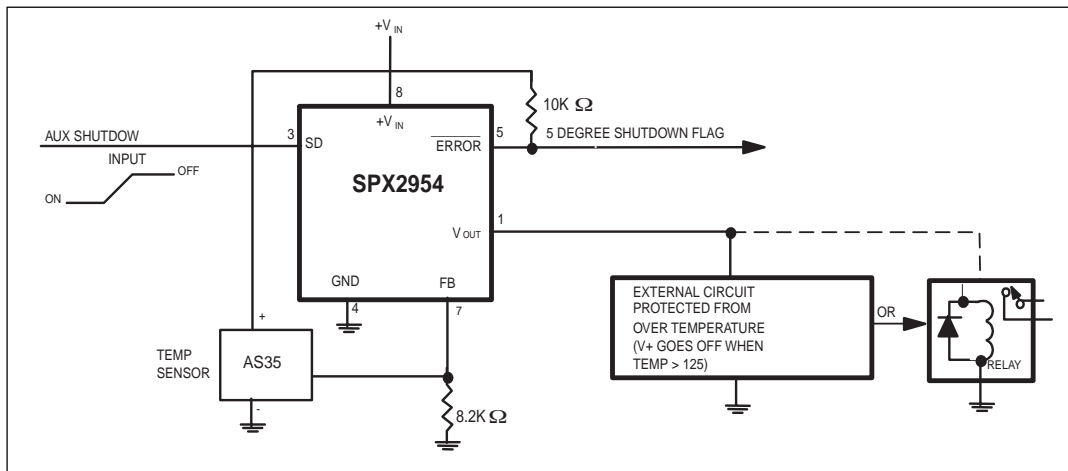 +V IN
8
+V IN
10K Ω
AUX SHUTDOW
3
SD
ERROR
5
5 DEGREE SHUTDOWN FLAG
INPUT
OFF
ON
SPX2954
1
V OUT
GND
FB
4
7
EXTERNAL CIRCUIT
PROTECTED FROM
OVER TEMPERATURE
(V+ GOES OFF WHEN
TEMP > 125)
OR
RELAY
+
TEMP
SENSOR
AS35
-
8.2K Ω